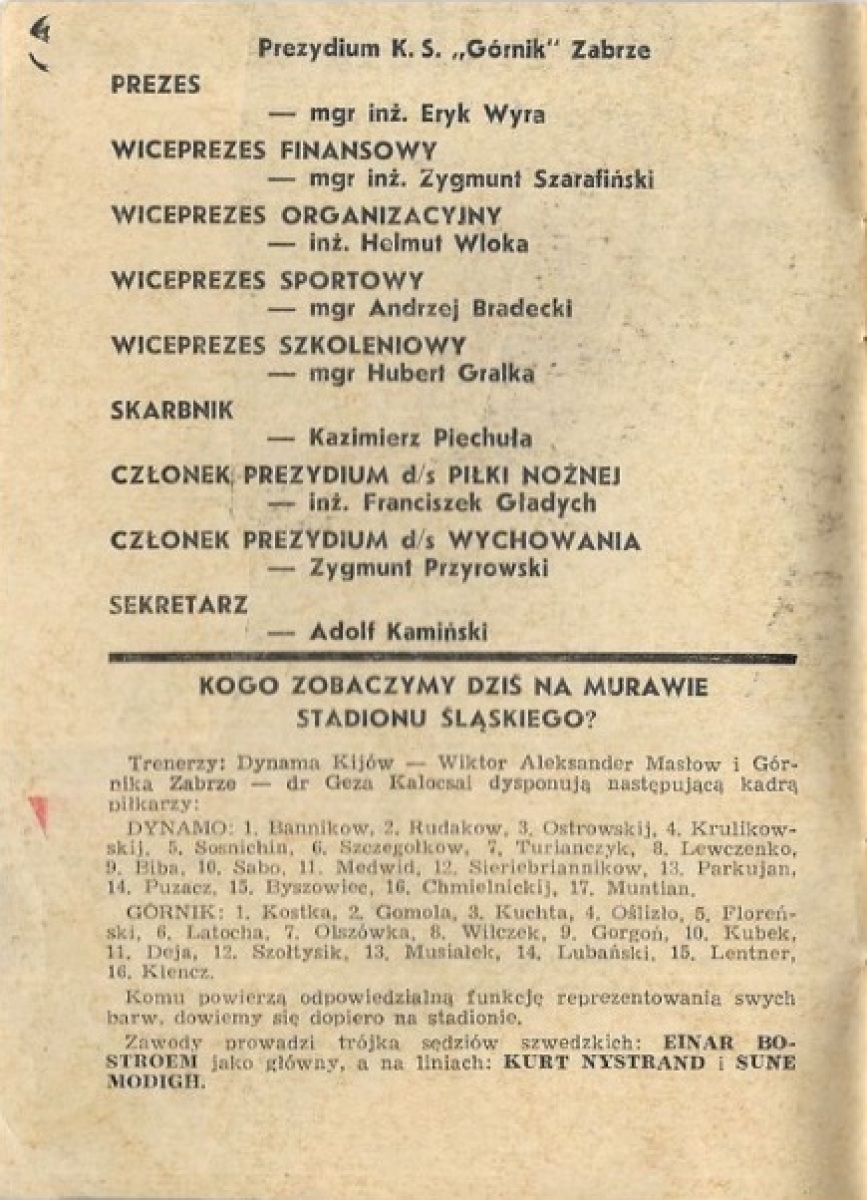 Prezydium K. S. „Górnik" Zabrze
PREZES
— mgr inż. Eryk Wyra
WICEPREZES FINANSOWY
— mgr inż. Zygmunt Szarafiński
WICEPREZES ORGANIZACYJNY
— inż. Helmut Wloka
WICEPREZES SPORTOWY
— mgr Andrzej Bradecki
WICEPREZES SZKOLENIOWY
— mgr Hubert Gralka
SKARBNIK
— Kazimierz Piechuła
CZŁONEK PREZYDIUM d/s PIŁKI NOŻNEJ
— inż. Franciszek Gładych
CZŁONEK PREZYDIUM d/s WYCHOWANIA
— Zygmunt Przyrowski
SEKRETARZ
— Adolf Kamiński
KOGO ZOBACZYMY DZIŚ NA MURAWIE
STADIONU ŚLĄSKIEGO?
Trenerzy: Dynama Kijów — Wiktor Aleksander Masłow i Gór-
nika Zabrze — dr Geza Kalocsai dysponują następującą kadrą
piłkarzy:
DYNAMO: 1. Bannikow, 2. Rudakow, 3. Ostrowskij, 4. Krulikow-
skij, 5. Sosnichin, 6. Szczegołkow, 7. Turianczyk, 8. Lewczenko,
9. Biba, 10. Sabo, 11. Medwid, 12. Sieriebriannikow, 13. Parkujan,
14. Puzacz, 15. Byszowiec, 16. Chmielnickij, 17. Muntian.
GÓRNIK: 1. Kostka, 2. Gomola, 3. Kuchta, 4. Oślizło, 5. Floreń-
ski, 6. Latocha, 7. Olszówka, 8. Wilczek, 9. Gorgoń, 10. Kubek,
11. Deja, 12. Szołtysik, 13. Musiałek, 14. Lubański, 15. Lentner,
16. Klencz.
Komu powierzą odpowiedzialną funkcję reprezentowania swych
barw, dowiemy się dopiero na stadionie.
Zawody prowadzi trójka sędziów szwedzkich: EINAR BO-
STROEM jako główny, a na liniach: KURT NYSTRAND i SUNE
MODIGH.